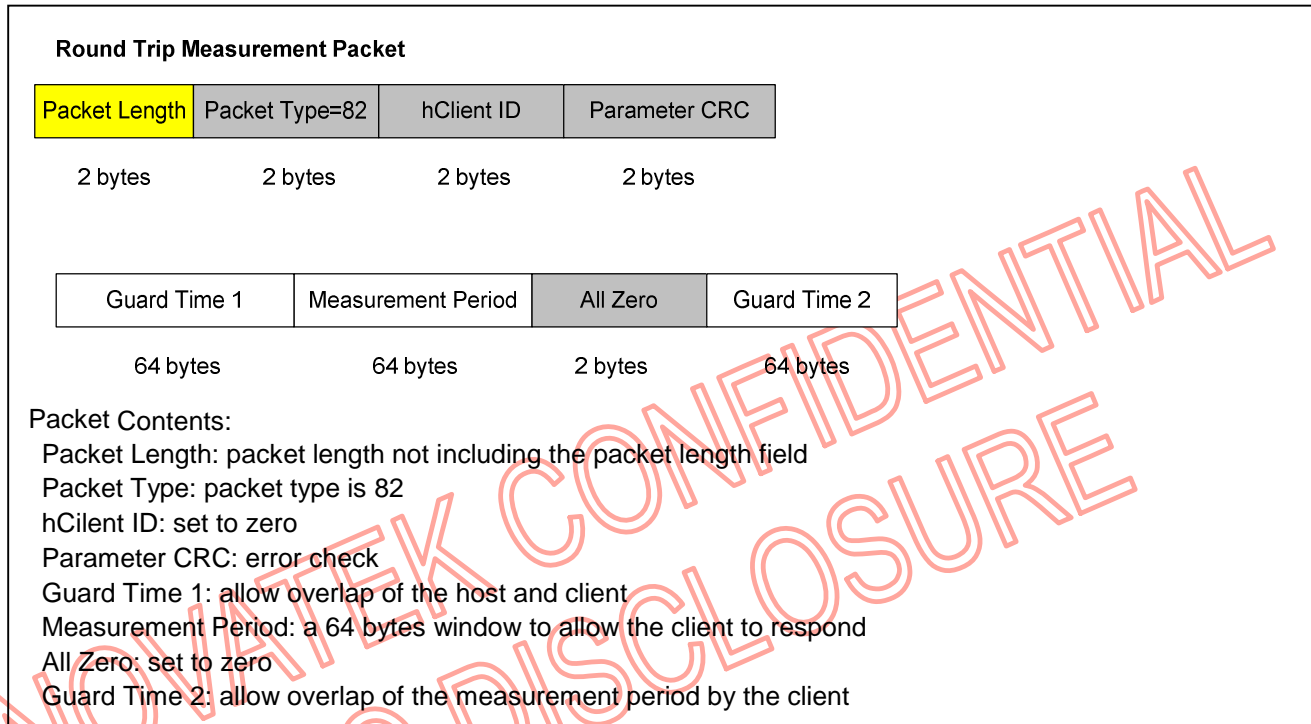 Round Trip Measurement Packet
Packet Length Packet Type=82 hClient ID Parameter CRC
2 bytes 2 bytes 2 bytes 2 bytes
Guard Time 1 Measurement Period All Zero Guard Time 2
64 bytes 64 bytes 2 bytes 64 bytes
Packet Contents:
Packet Length: packet length not including the packet length field
Packet Type: packet type is 82
hCilent ID: set to zero
Parameter CRC: error check
Guard Time 1: allow overlap of the host and client
Measurement Period: a 64 bytes window to allow the client to respond
All Zero: set to zero
Guard Time 2: allow overlap of the measurement period by the client
NOVATEK CONFIDENTIAL
DISCLOSURE